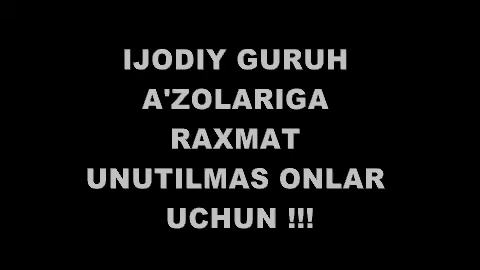 IJODIY GURUH
A'ZOLARIGA
RAXMAT
UNUTILMAS ONLAR
UCHUN !!!